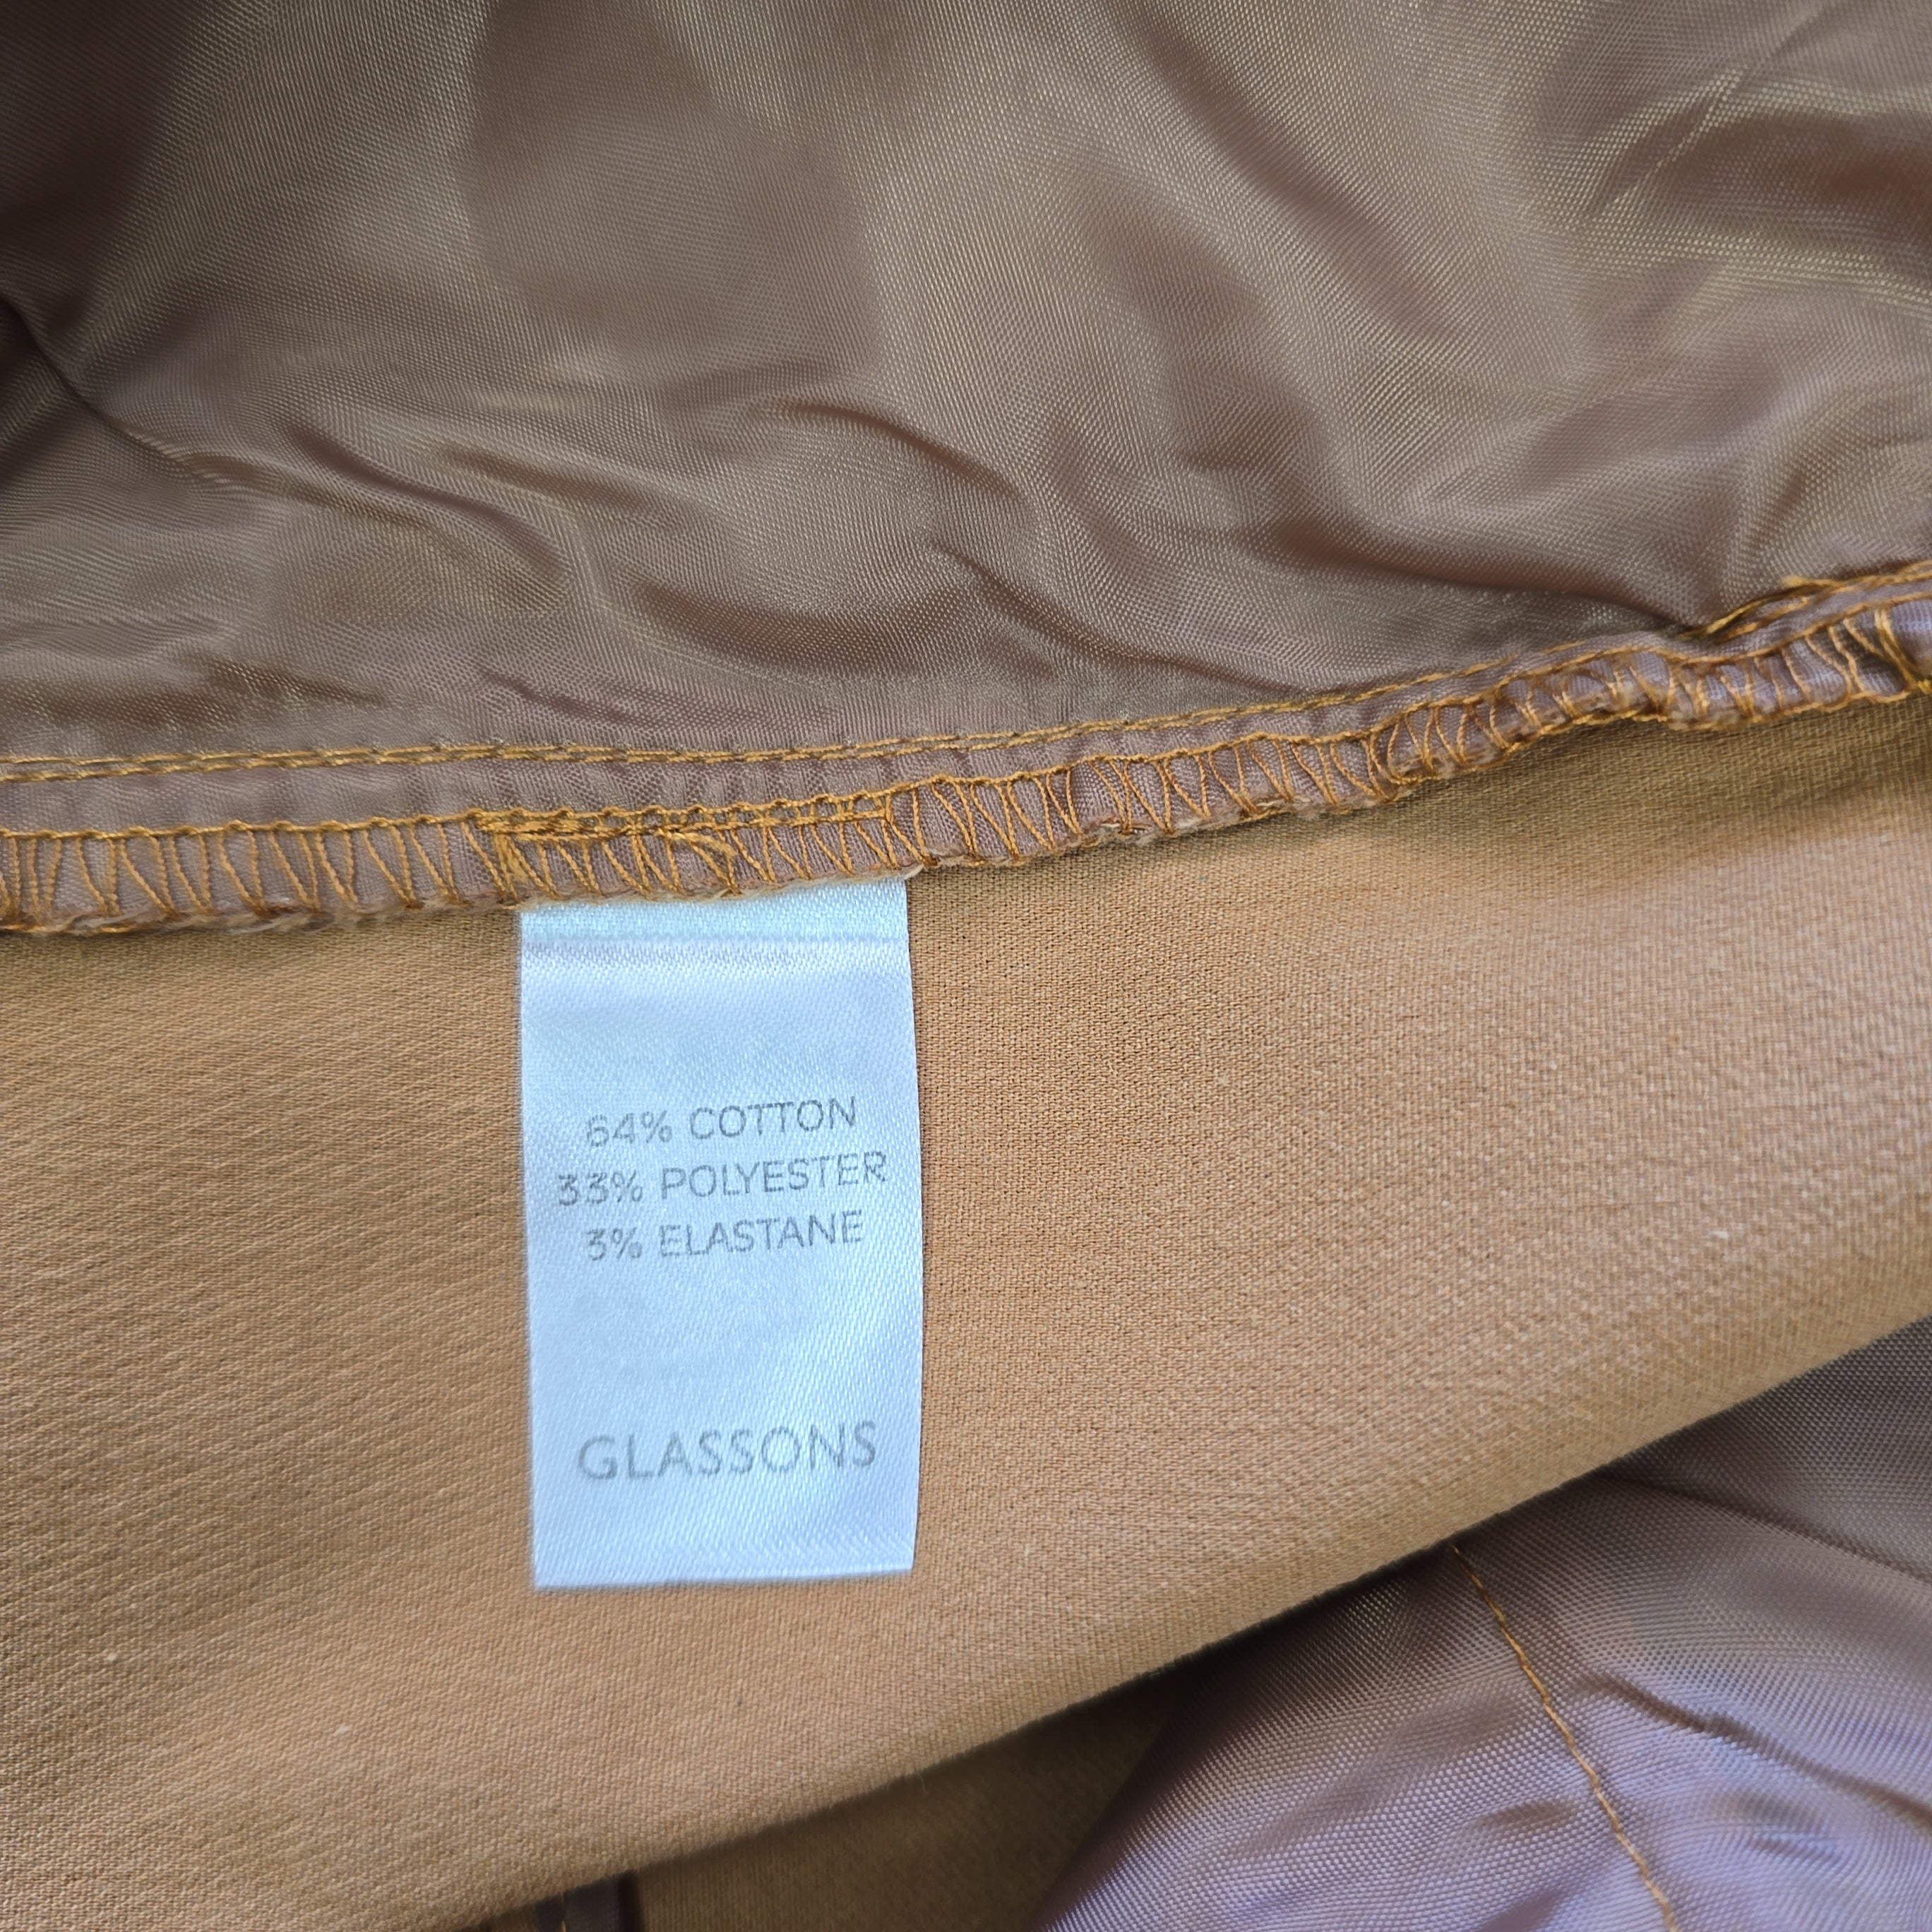 64% COTTON
33% POLYESTER
3% ELASTANE
GLASSONS